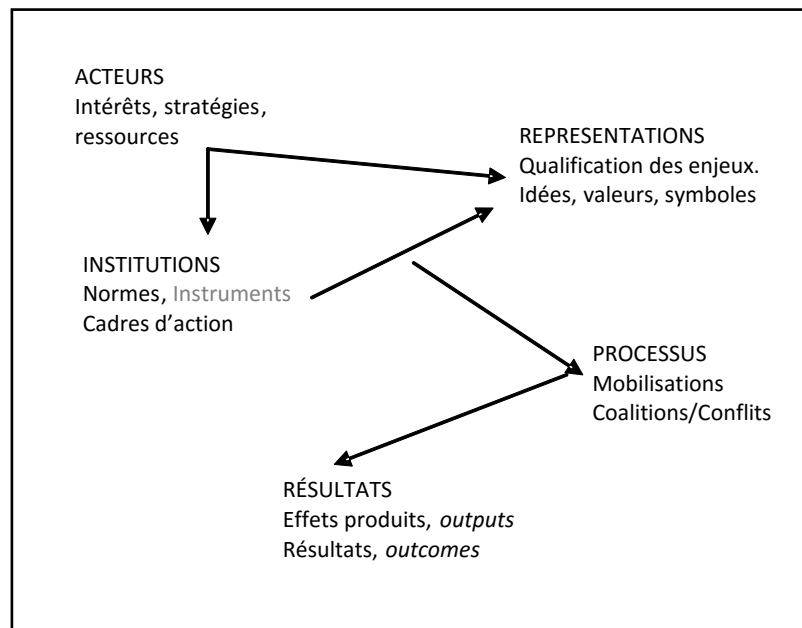 ACTEURS
Intérêts, stratégies,
ressources
REPRESENTATIONS
Qualification des enjeux.
Idées, valeurs, symboles
INSTITUTIONS
Normes, Instruments
Cadres d’action
PROCESSUS
Mobilisations
Coalitions/Conflits
RÉSULTATS
Effets produits, outputs
Résultats, outcomes